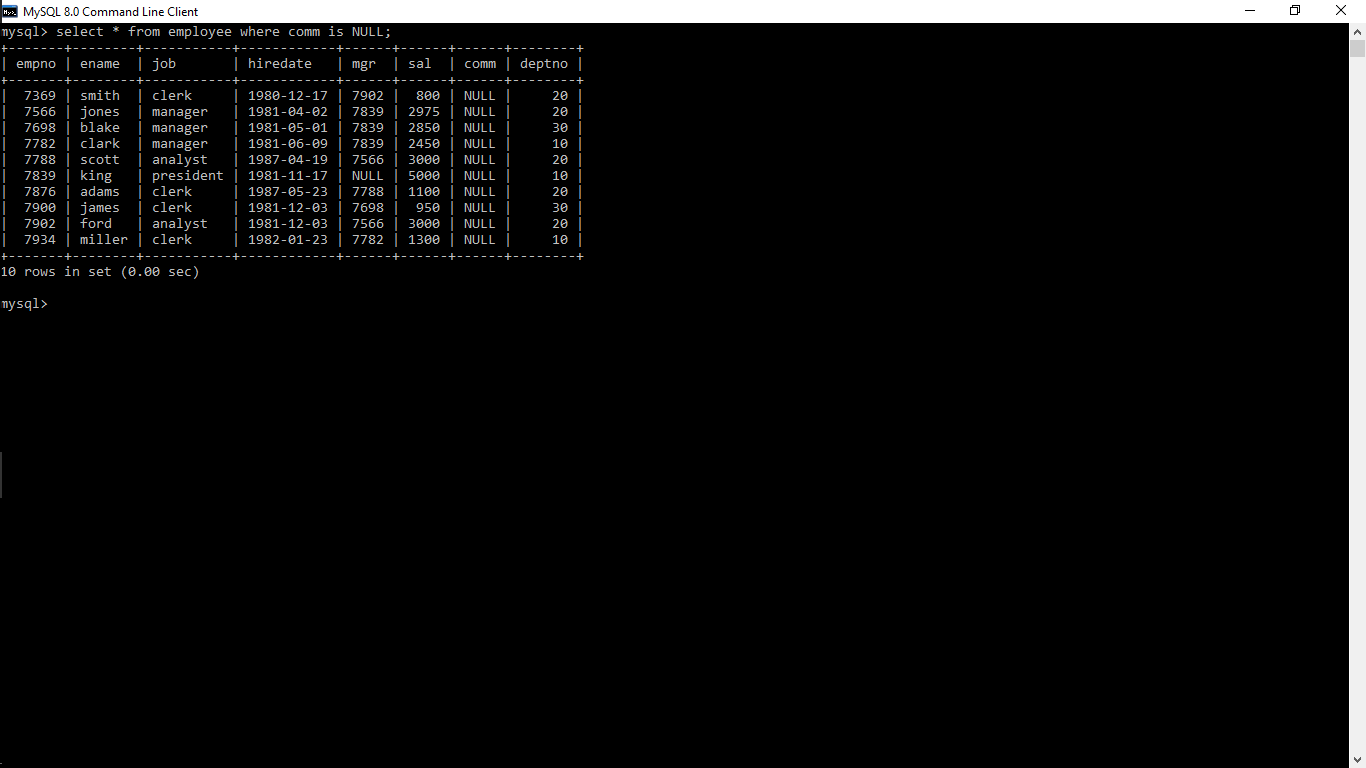 MySQL 8.0 Command Line Client
mysql> select * from employee where comm is NULL;
+-------+--------+-----------+------------+------+------+------+--------+
| empno | ename  | job       | hiredate   | mgr  | sal  | comm | deptno |
+-------+--------+-----------+------------+------+------+------+--------+
|  7369 | smith  | clerk     | 1980-12-17 | 7902 |  800 | NULL |     20 |
|  7566 | jones  | manager   | 1981-04-02 | 7839 | 2975 | NULL |     20 |
|  7698 | blake  | manager   | 1981-05-01 | 7839 | 2850 | NULL |     30 |
|  7782 | clark  | manager   | 1981-06-09 | 7839 | 2450 | NULL |     10 |
|  7788 | scott  | analyst   | 1987-04-19 | 7566 | 3000 | NULL |     20 |
|  7839 | king   | president | 1981-11-17 | NULL | 5000 | NULL |     10 |
|  7876 | adams  | clerk     | 1987-05-23 | 7788 | 1100 | NULL |     20 |
|  7900 | james  | clerk     | 1981-12-03 | 7698 |  950 | NULL |     30 |
|  7902 | ford   | analyst   | 1981-12-03 | 7566 | 3000 | NULL |     20 |
|  7934 | miller | clerk     | 1982-01-23 | 7782 | 1300 | NULL |     10 |
+-------+--------+-----------+------------+------+------+------+--------+
10 rows in set (0.00 sec)
mysql>